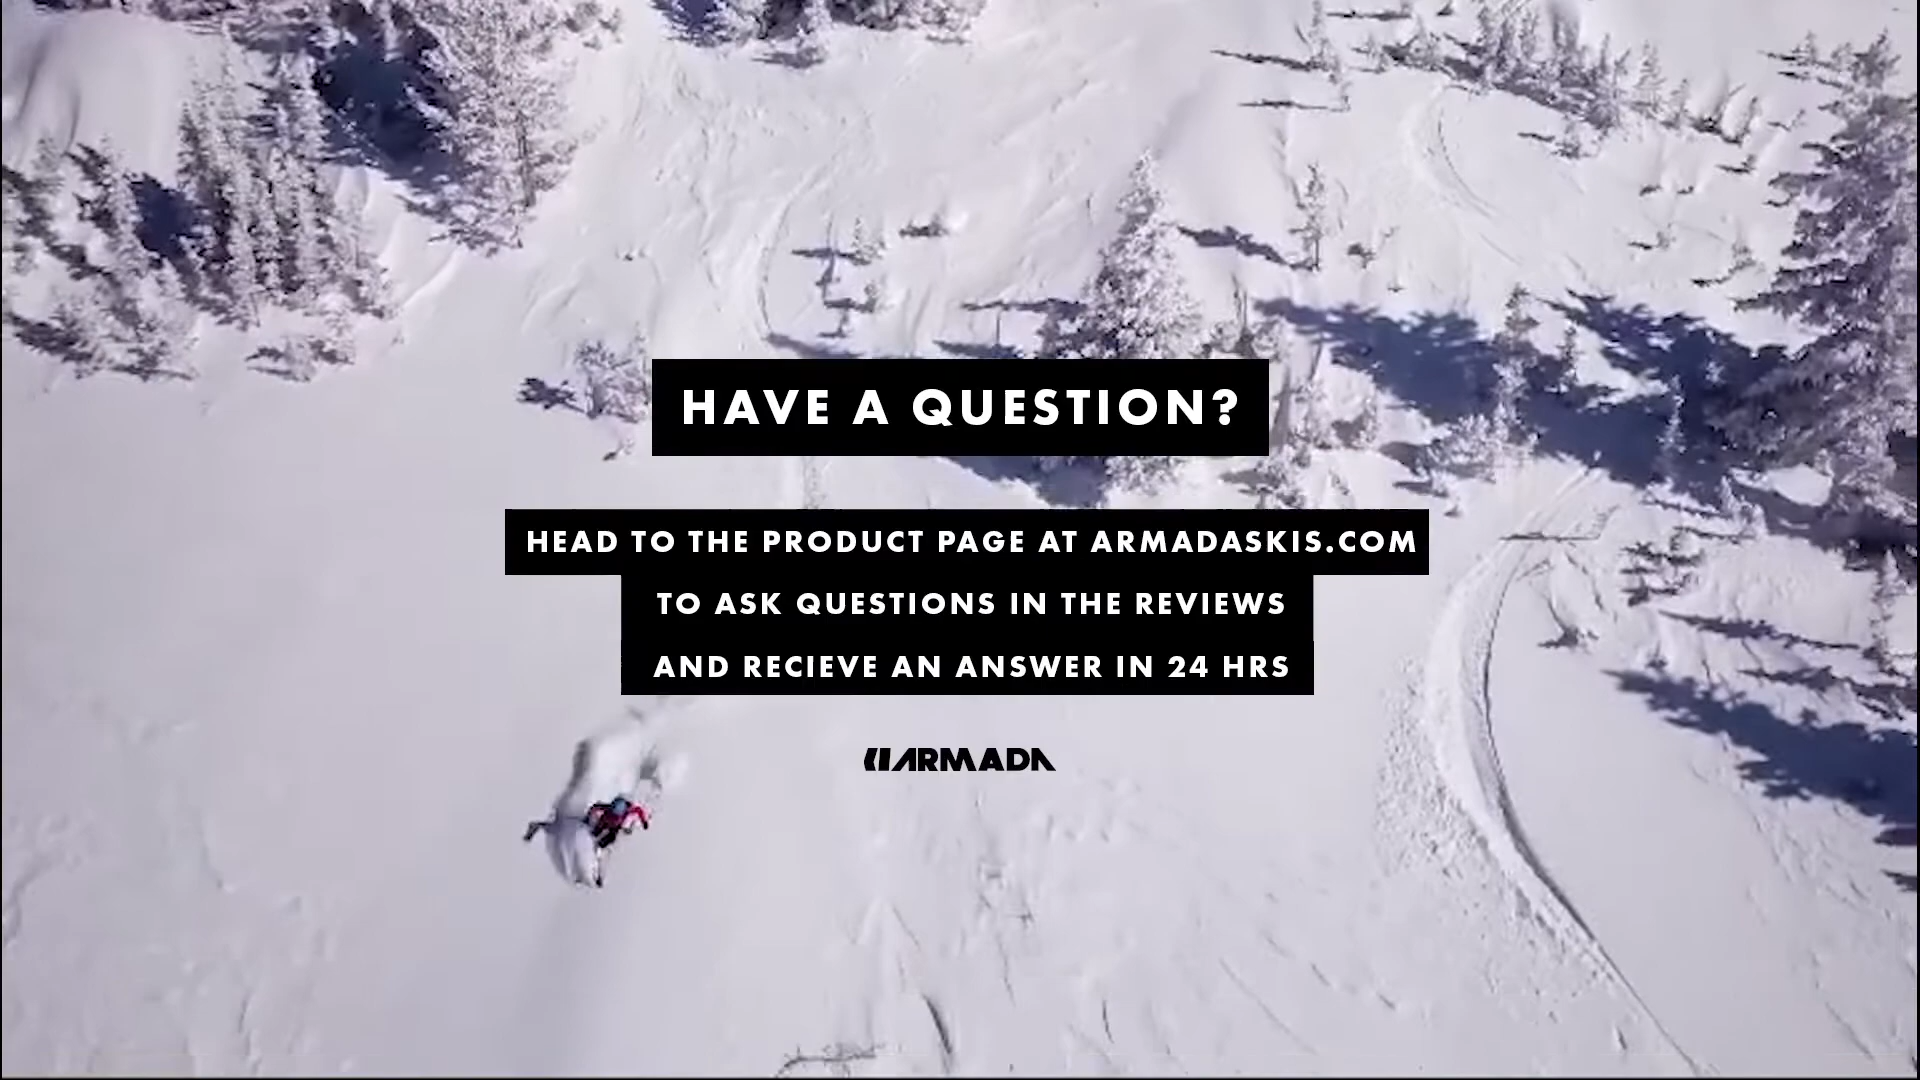 HAVE A QUESTION?
HEAD TO THE PRODUCT PAGE AT ARMADASKIS.COM
TO ASK QUESTIONS IN THE REVIEWS
AND RECIEVE AN ANSWER IN 24 HRS
ARMADA